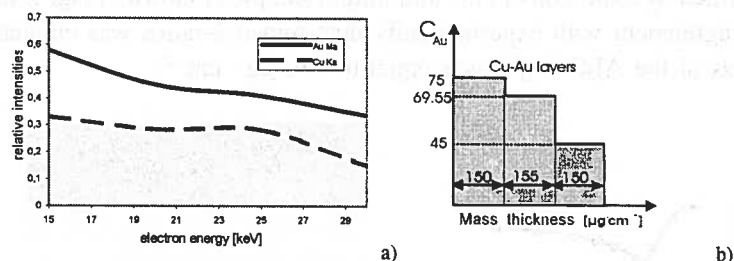 0,7
0,6
0,5
0,4
0,3
0,2
0,1
0
relative intensities
Au Ma
Cu Ka
15 17 19 21 23 25 27 29
electron energy [keV]
a)
C Au
Cu-Au layers
75
69.55
45
150 155 150
Mass thickness [µg·cm⁻]
b)